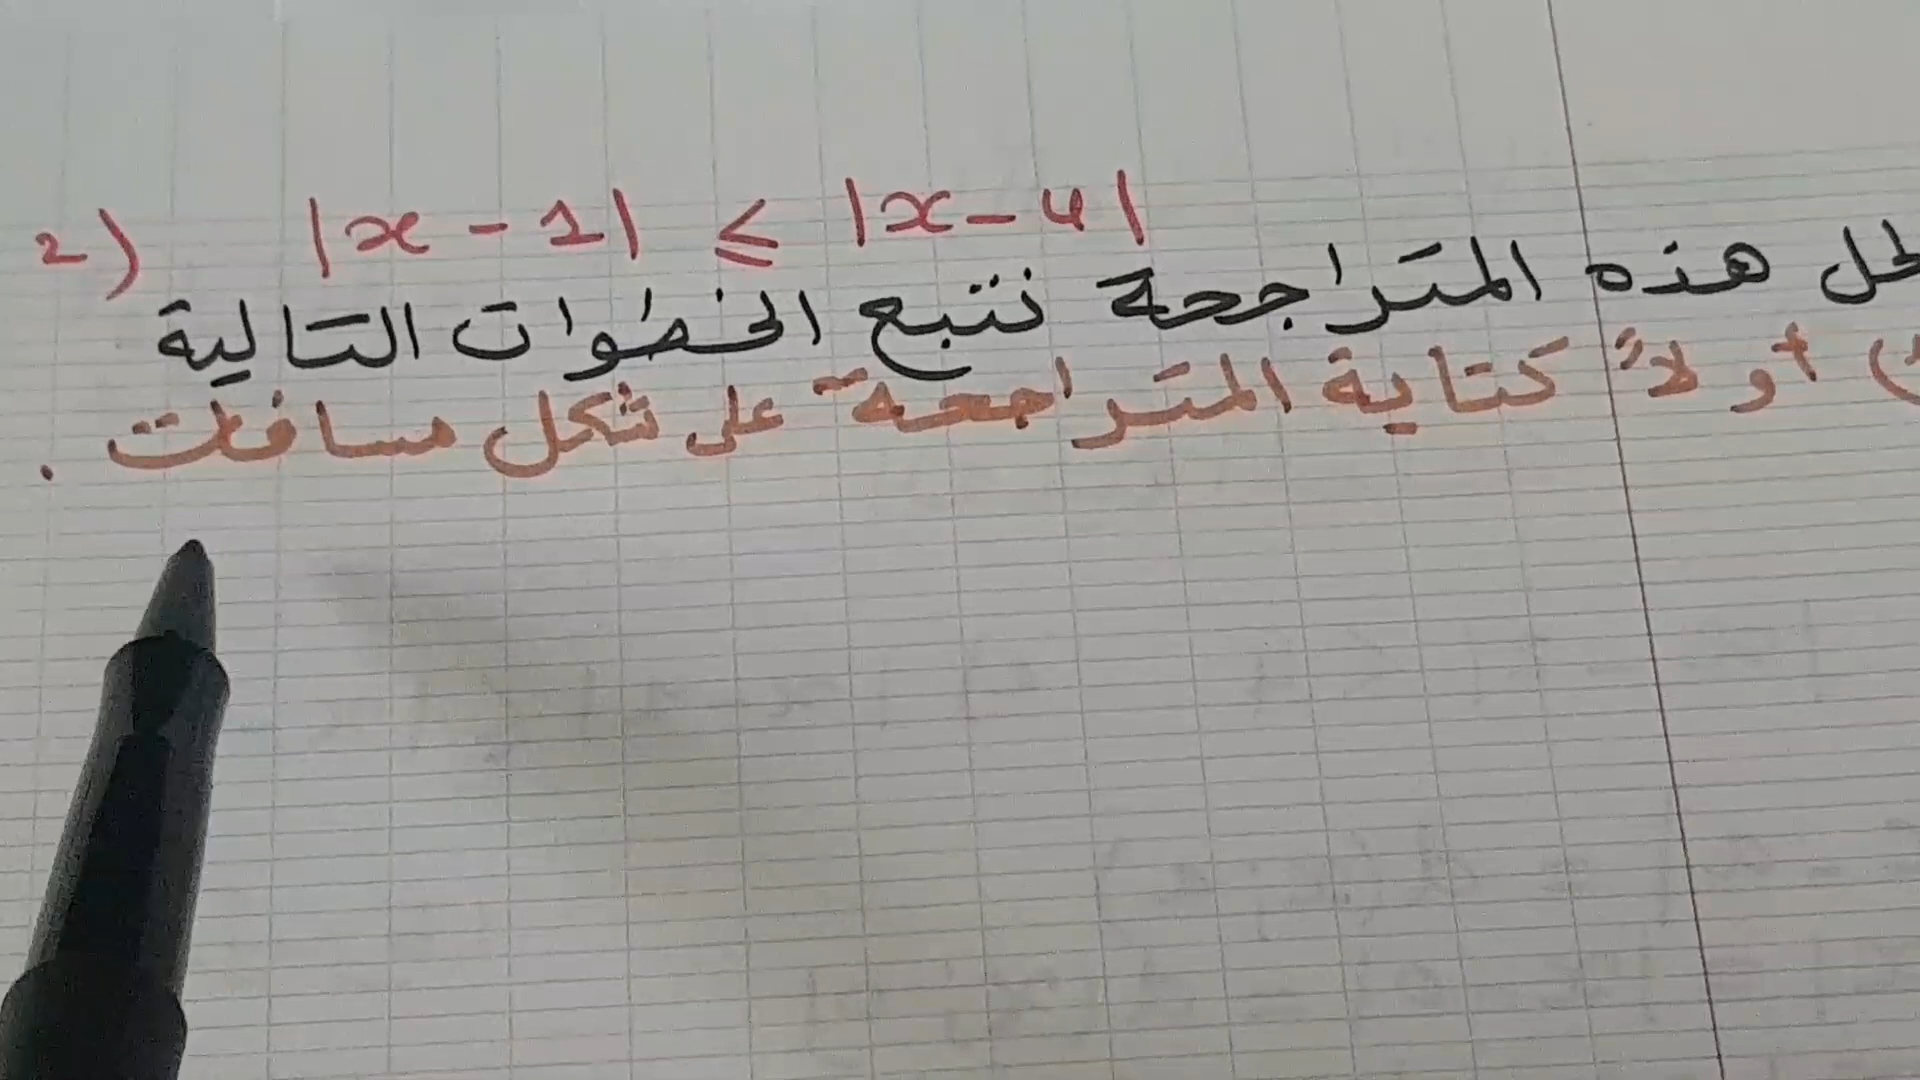 2) |x - 1| ≤ |x - 4|
لحل هذه المتراجحة نتبع الخطوات التالية
أولاً كتابة المتراجحة على شكل مسافات .